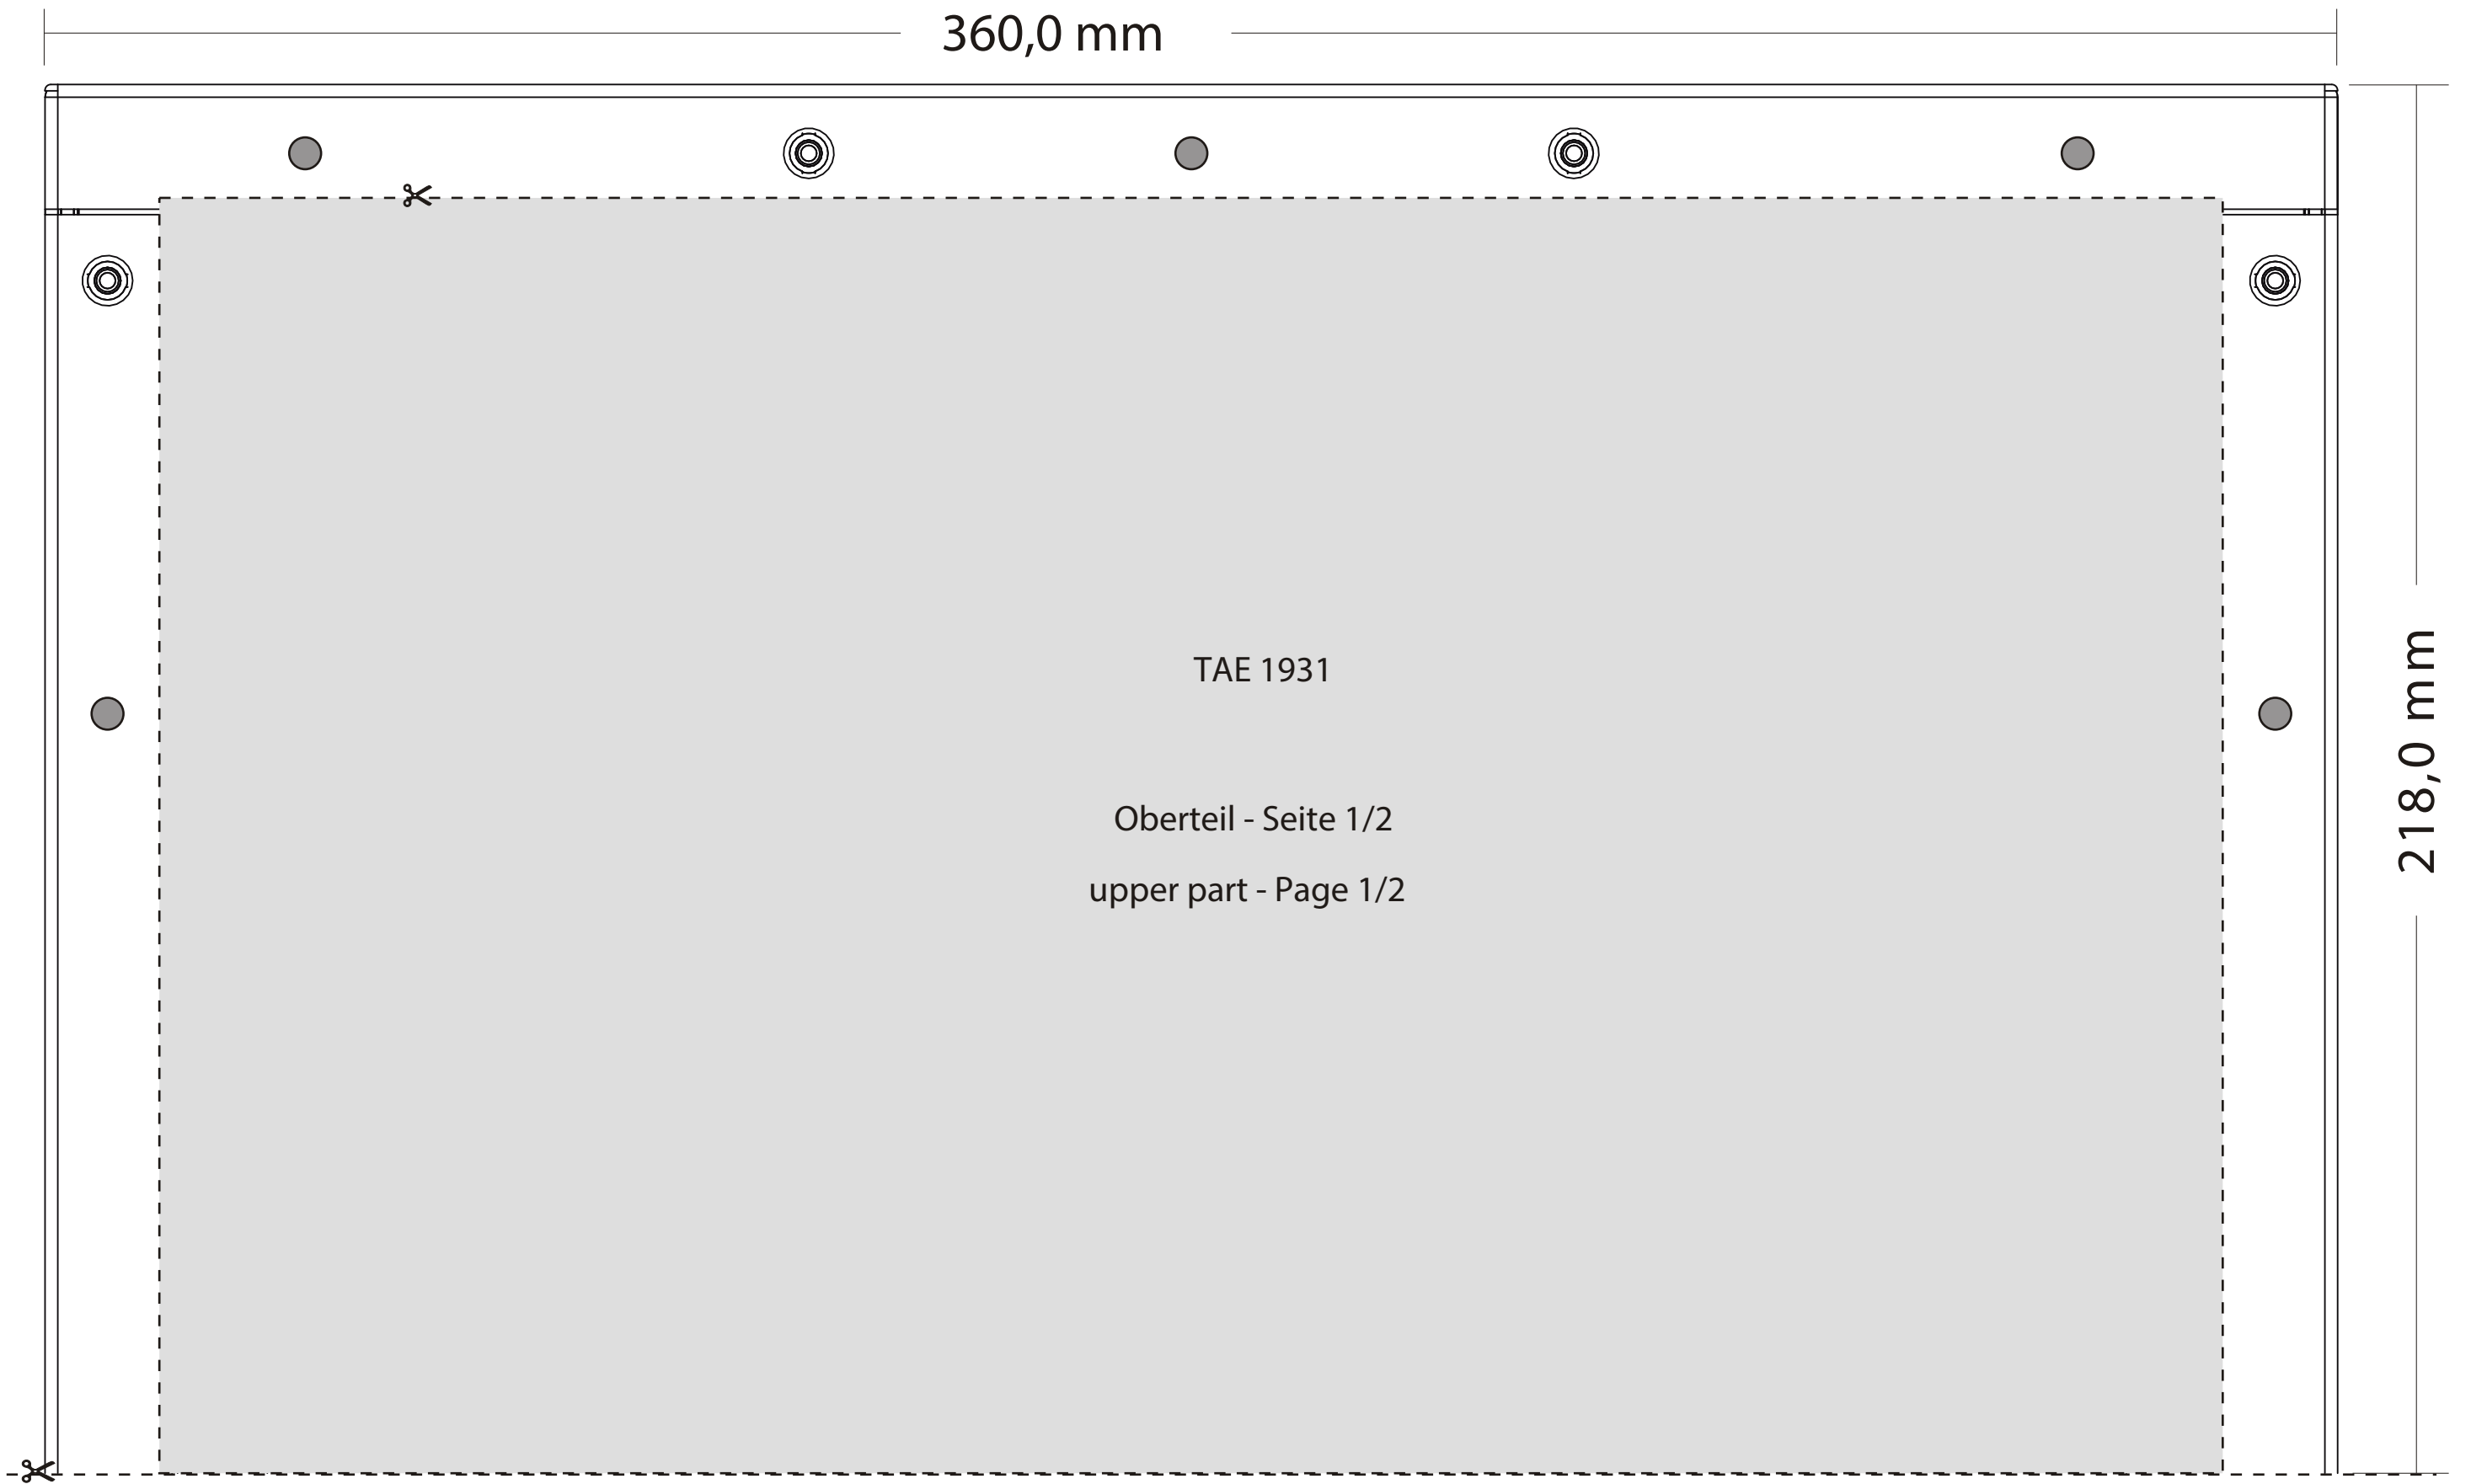 360,0 mm
TAE 1931
218,0 mm
Oberteil - Seite 1/2
upper part - Page 1/2